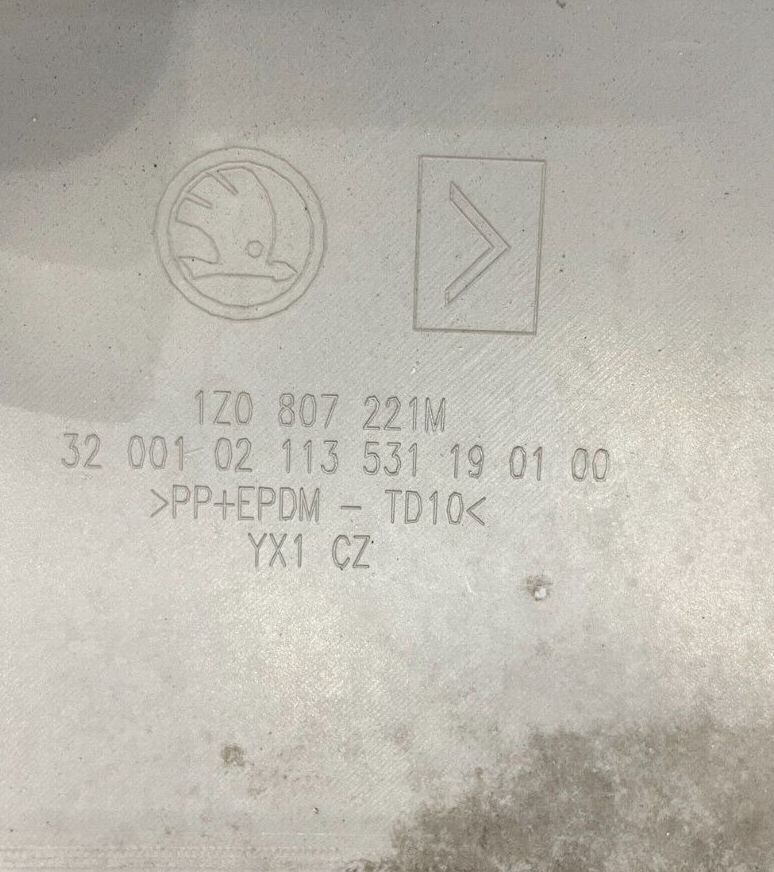 1Z0 807 221M
32 001 02 113 531 19 01 00
>PP+EPDM - TD10<
YX1 CZ